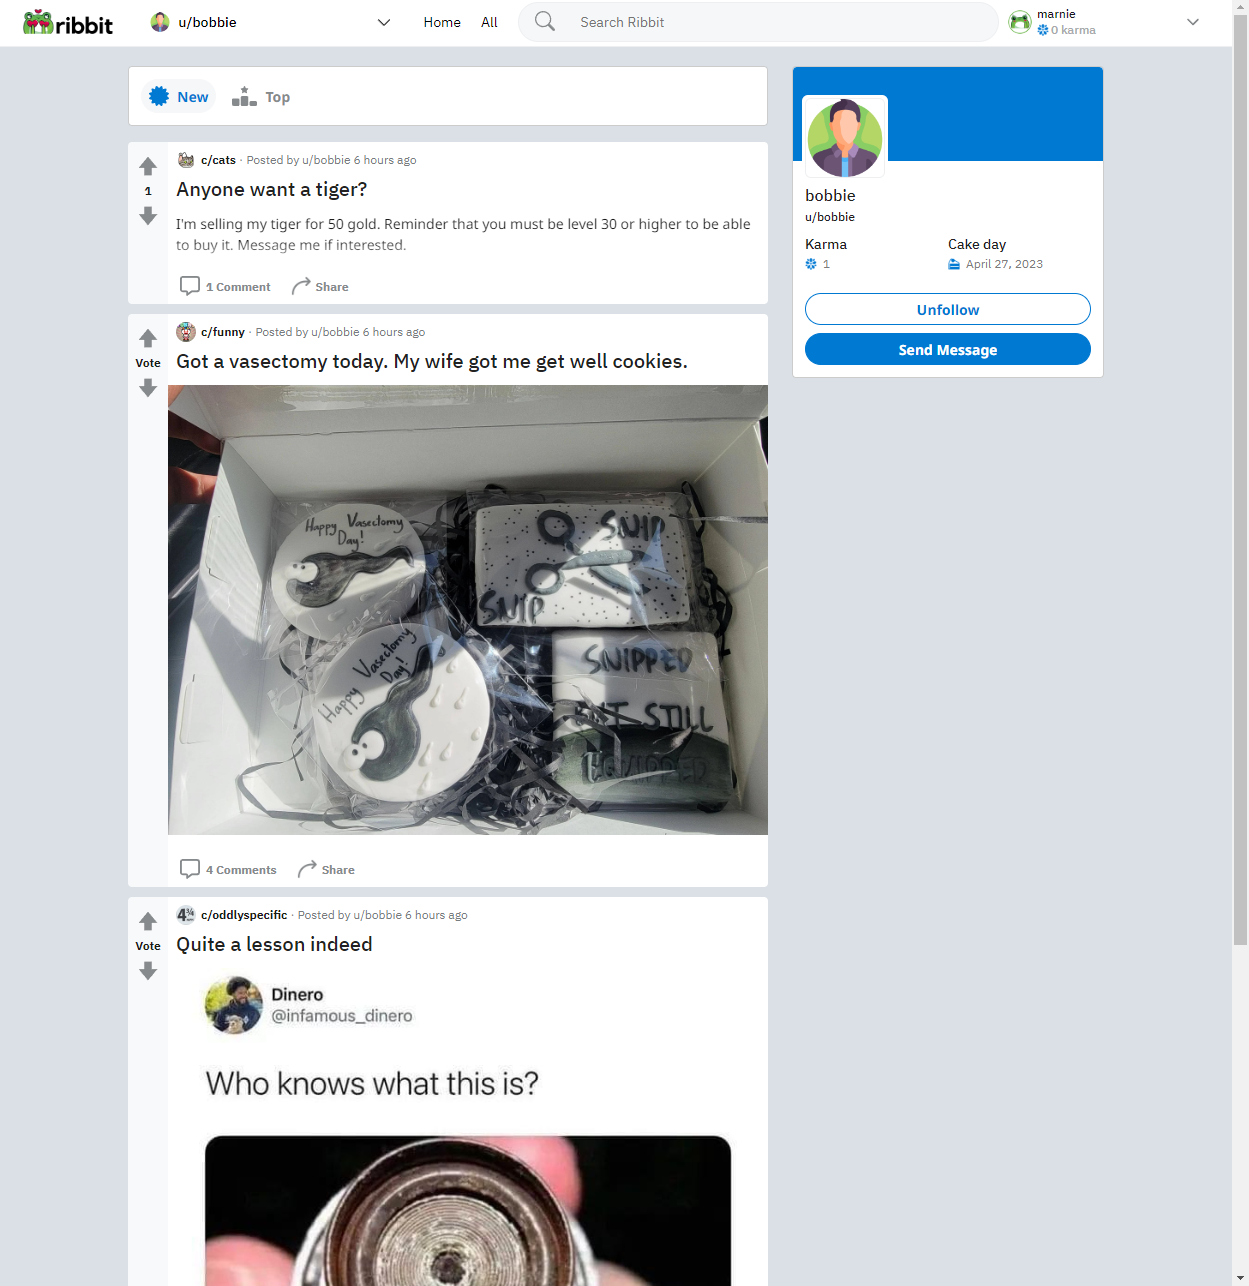 ribbit
u/bobbie
Home
All
Search Ribbit
marnie
0 karma
New
Top
c/cats · Posted by u/bobbie 6 hours ago
1
Anyone want a tiger?
I'm selling my tiger for 50 gold. Reminder that you must be level 30 or higher to be able
to buy it. Message me if interested.
1 Comment
Share
c/funny · Posted by u/bobbie 6 hours ago
Vote
Got a vasectomy today. My wife got me get well cookies.
Happy Vasectomy
Day!
SNIP
SNIP
Happy Vasectomy
Day!
SNIPPED
BUT STILL
EQUIPPED
4 Comments
Share
c/oddlyspecific · Posted by u/bobbie 6 hours ago
Vote
Quite a lesson indeed
Dinero
@infamous_dinero
Who knows what this is?
bobbie
u/bobbie
Karma
1
Cake day
April 27, 2023
Unfollow
Send Message